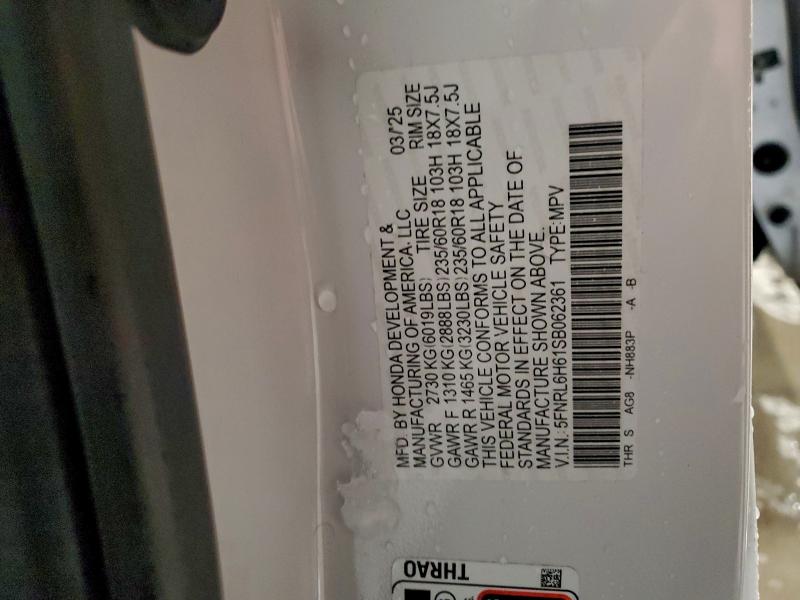 MFD. BY HONDA DEVELOPMENT &
MANUFACTURING OF AMERICA, LLC 03/'25
GVWR 2730 KG(6019LBS) TIRE SIZE RIM SIZE
GAWR F 1310 KG(2888LBS)235/60R18 103H 18X7.5J
GAWR R 1465 KG(3230LBS)235/60R18 103H 18X7.5J
THIS VEHICLE CONFORMS TO ALL APPLICABLE
FEDERAL MOTOR VEHICLE SAFETY
STANDARDS IN EFFECT ON THE DATE OF
MANUFACTURE SHOWN ABOVE.
V.I.N.:5FNRL6H61SB062361 TYPE:MPV
THR S AG8 -NH883P -A -B
THRA0